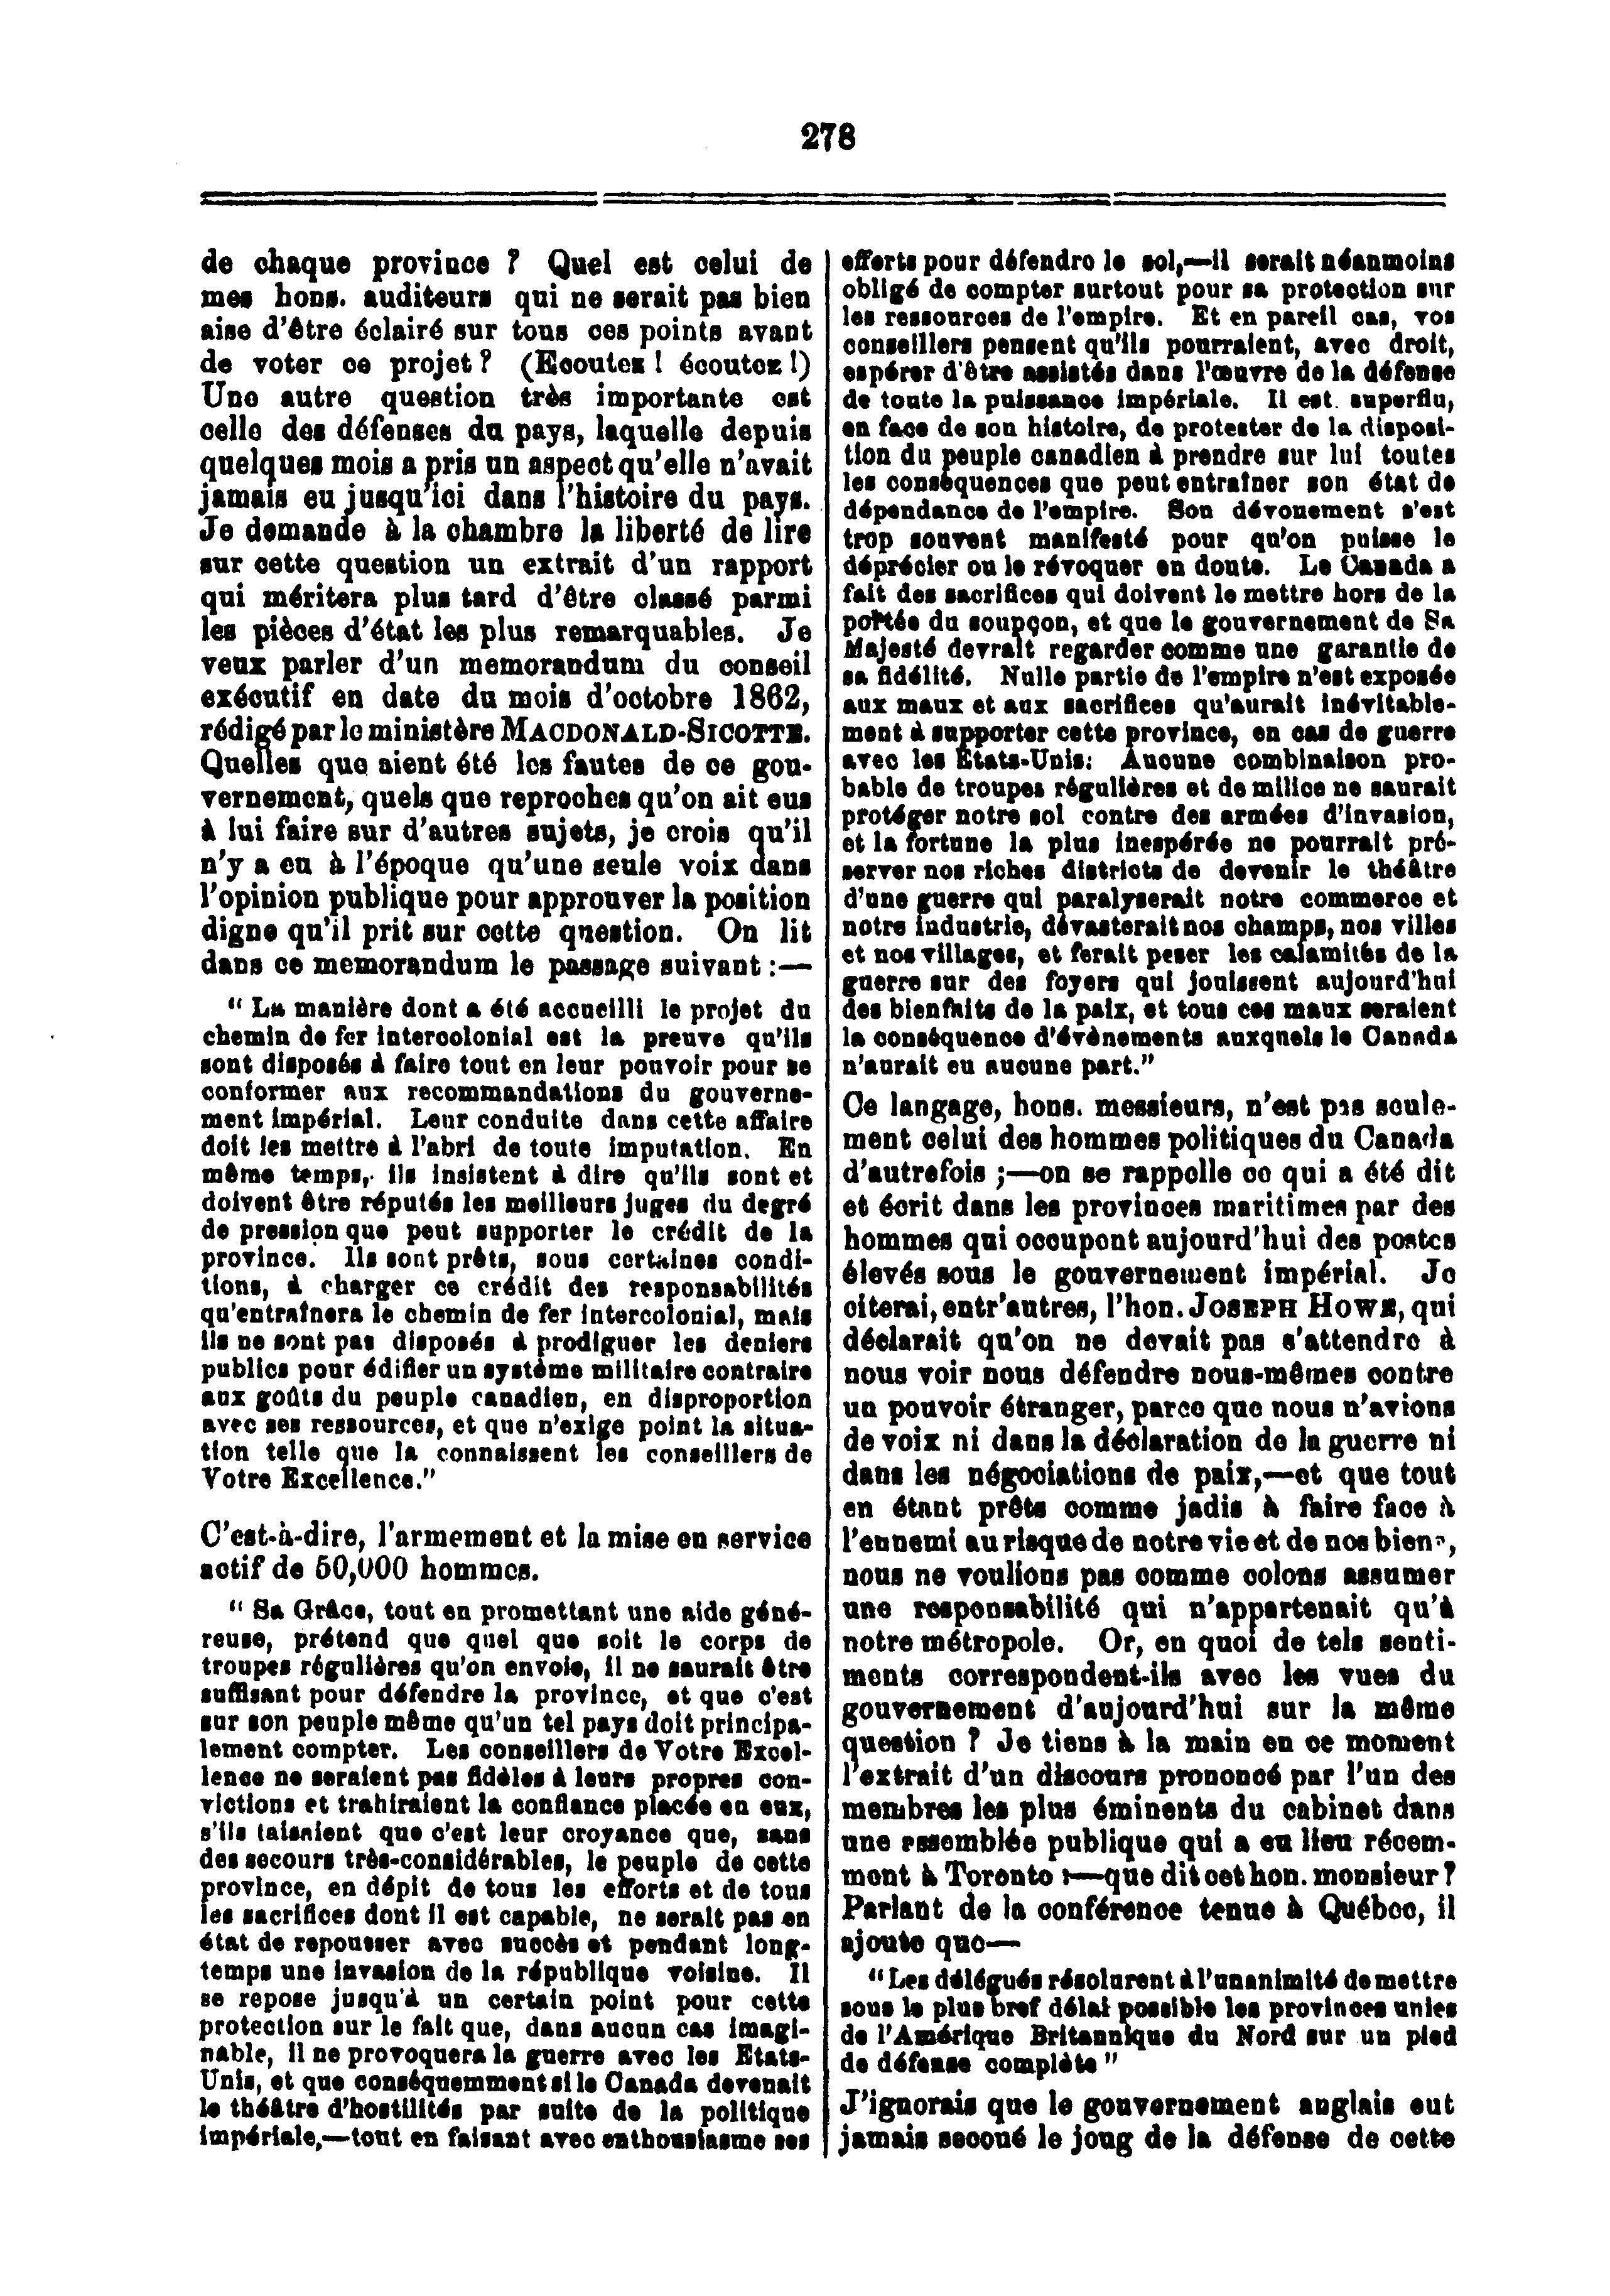 278
de chaque province ? Quel est celui de
mes hons. auditeurs qui ne serait pas bien
aise d'être éclairé sur tous ces points avant
de voter ce projet ? (Ecoutez ! écoutez !)
Une autre question très importante est
celle des défenses du pays, laquelle depuis
quelques mois a pris un aspect qu'elle n'avait
jamais eu jusqu'ici dans l'histoire du pays.
Je demande à la chambre la liberté de lire
sur cette question un extrait d'un rapport
qui méritera plus tard d'être classé parmi
les pièces d'état les plus remarquables. Je
veux parler d'un memorandum du conseil
exécutif en date du mois d'octobre 1862,
rédigé par le ministère MACDONALD-SICOTTE.
Quelles que aient été les fautes de ce gou-
vernement, quels que reproches qu'on ait eus
à lui faire sur d'autres sujets, je crois qu'il
n'y a eu à l'époque qu'une seule voix dans
l'opinion publique pour approuver la position
digne qu'il prit sur cette question. On lit
dans ce memorandum le passage suivant :—
" La manière dont a été accueilli le projet du
chemin de fer intercolonial est la preuve qu'ils
sont disposés à faire tout en leur pouvoir pour se
conformer aux recommandations du gouverne-
ment impérial. Leur conduite dans cette affaire
doit les mettre à l'abri de toute imputation. En
même temps, ils insistent à dire qu'ils sont et
doivent être réputés les meilleurs juges du degré
de pression que peut supporter le crédit de la
province. Ils sont prêts, sous certaines condi-
tions, à charger ce crédit des responsabilités
qu'entraînera le chemin de fer intercolonial, mais
ils ne sont pas disposés à prodiguer les deniers
publics pour édifier un système militaire contraire
aux goûts du peuple canadien, en disproportion
avec ses ressources, et que n'exige point la situa-
tion telle que la connaissent les conseillers de
Votre Excellence."
C'est-à-dire, l'armement et la mise en service
actif de 50,000 hommes.
" Sa Grâce, tout en promettant une aide géné-
reuse, prétend que quel que soit le corps de
troupes régulières qu'on envoie, il ne saurait être
suffisant pour défendre la province, et que c'est
sur son peuple même qu'un tel pays doit principa-
lement compter. Les conseillers de Votre Excel-
lence ne seraient pas fidèles à leurs propres con-
victions et trahiraient la confiance placée en eux,
s'ils taisaient que c'est leur croyance que, sans
des secours très-considérables, le peuple de cette
province, en dépit de tous les efforts et de tous
les sacrifices dont il est capable, ne serait pas en
état de repousser avec succès et pendant long-
temps une invasion de la république voisine. Il
se repose jusqu'à un certain point pour cette
protection sur le fait que, dans aucun cas imagi-
nable, il ne provoquera la guerre avec les Etats-
Unis, et que conséquemment si le Canada devenait
le théâtre d'hostilités par suite de la politique
impériale,—tout en faisant avec enthousiasme ses
efforts pour défendre le sol,—il serait néanmoins
obligé de compter surtout pour sa protection sur
les ressources de l'empire. Et en pareil cas, vos
conseillers pensent qu'ils pourraient, avec droit,
espérer d'être assistés dans l'œuvre de la défense
de toute la puissance impériale. Il est superflu,
en face de son histoire, de protester de la disposi-
tion du peuple canadien à prendre sur lui toutes
les conséquences que peut entraîner son état de
dépendance de l'empire. Son dévouement s'est
trop souvent manifesté pour qu'on puisse le
déprécier ou le révoquer en doute. Le Canada a
fait des sacrifices qui doivent le mettre hors de la
portée du soupçon, et que le gouvernement de Sa
Majesté devrait regarder comme une garantie de
sa fidélité. Nulle partie de l'empire n'est exposée
aux maux et aux sacrifices qu'aurait inévitable-
ment à supporter cette province, en cas de guerre
avec les Etats-Unis: Aucune combinaison pro-
bable de troupes régulières et de milice ne saurait
protéger notre sol contre des armées d'invasion,
et la fortune la plus inespérée ne pourrait pré-
server nos riches districts de devenir le théâtre
d'une guerre qui paralyserait notre commerce et
notre industrie, dévasterait nos champs, nos villes
et nos villages, et ferait peser les calamités de la
guerre sur des foyers qui jouissent aujourd'hui
des bienfaits de la paix, et tous ces maux seraient
la conséquence d'évènements auxquels le Canada
n'aurait eu aucune part."
Ce langage, hons. messieurs, n'est pas seule-
ment celui des hommes politiques du Canada
d'autrefois ;—on se rappelle ce qui a été dit
et écrit dans les provinces maritimes par des
hommes qui occupent aujourd'hui des postes
élevés sous le gouvernement impérial. Je
citerai, entr'autres, l'hon. JOSEPH HOWE, qui
déclarait qu'on ne devait pas s'attendre à
nous voir nous défendre nous-mêmes contre
un pouvoir étranger, parce que nous n'avions
de voix ni dans la déclaration de la guerre ni
dans les négociations de paix,—et que tout
en étant prêts comme jadis à faire face à
l'ennemi au risque de notre vie et de nos biens,
nous ne voulions pas comme colons assumer
une responsabilité qui n'appartenait qu'à
notre métropole. Or, en quoi de tels senti-
ments correspondent-ils avec les vues du
gouvernement d'aujourd'hui sur la même
question ? Je tiens à la main en ce moment
l'extrait d'un discours prononcé par l'un des
membres les plus éminents du cabinet dans
une assemblée publique qui a eu lieu récem-
ment à Toronto :—que dit cet hon. monsieur ?
Parlant de la conférence tenue à Québec, il
ajoute que—
" Les délégués résolurent à l'unanimité de mettre
sous le plus bref délai possible les provinces unies
de l'Amérique Britannique du Nord sur un pied
de défense complète "
J'ignorais que le gouvernement anglais eut
jamais secoué le joug de la défense de cette